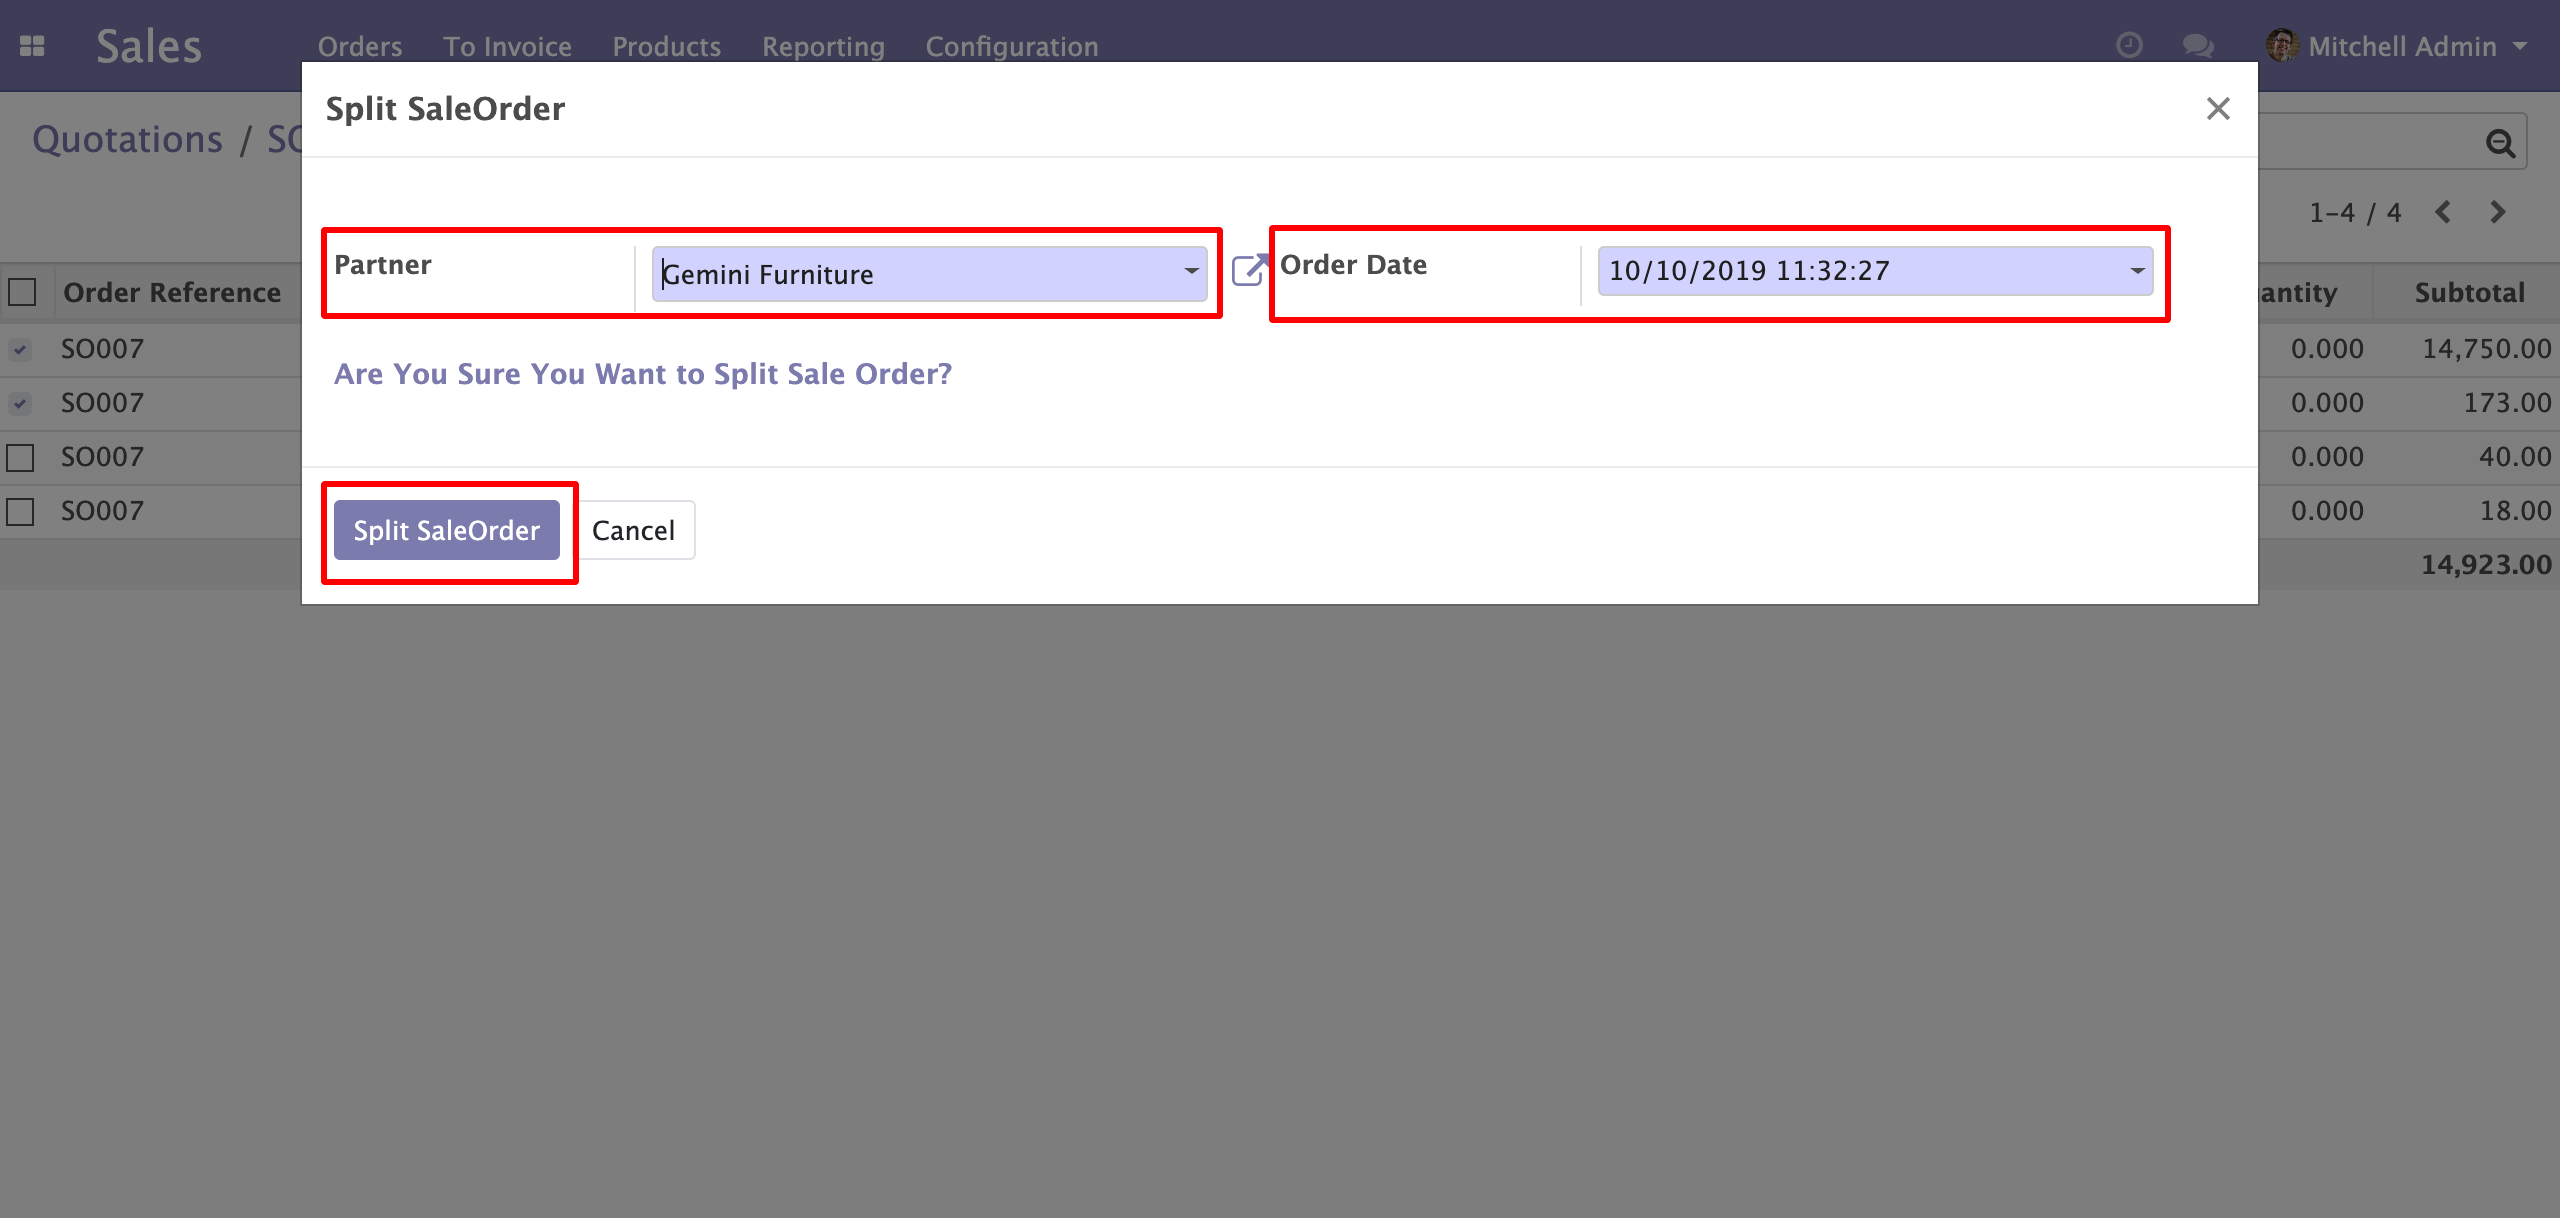 Sales Orders To Invoice Products Reporting Configuration Mitchell Admin
Split SaleOrder
Quotations / SO
1-4 / 4
Partner Gemini Furniture Order Date 10/10/2019 11:32:27
Order Reference antity Subtotal
SO007 0.000 14,750.00
Are You Sure You Want to Split Sale Order?
SO007 0.000 173.00
SO007 0.000 40.00
SO007 0.000 18.00
Split SaleOrder Cancel
14,923.00